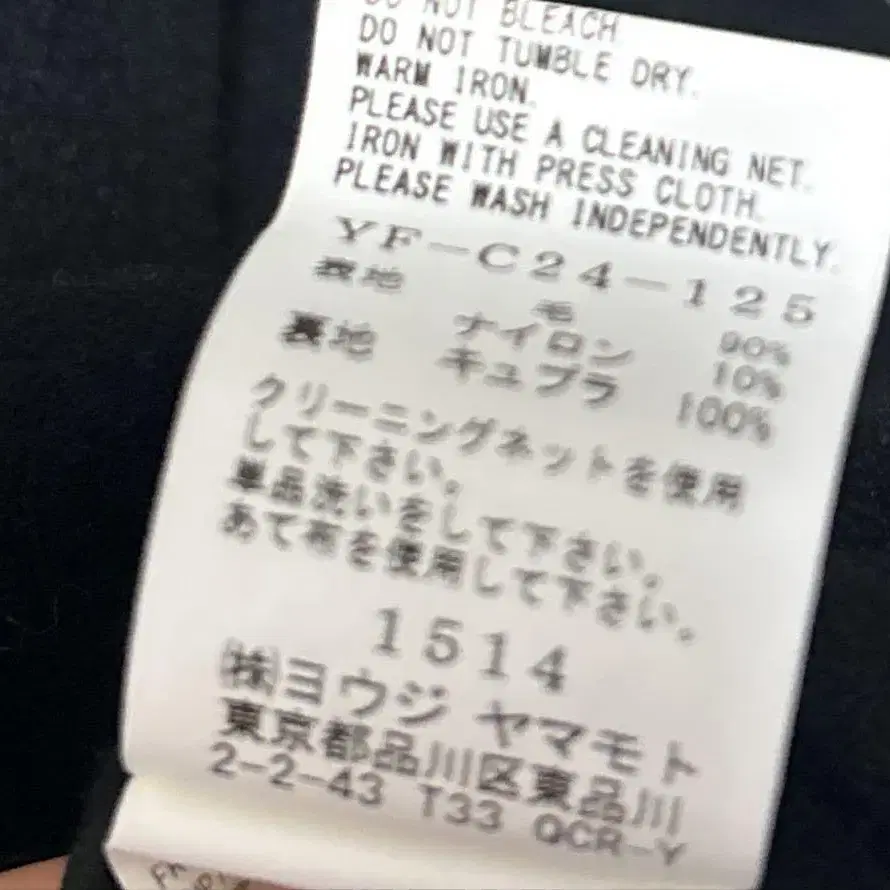 DO NOT BLEACH.
DO NOT TUMBLE DRY.
WARM IRON.
PLEASE USE A CLEANING NET.
IRON WITH PRESS CLOTH.
PLEASE WASH INDEPENDENTLY.
YF-C24-125
表地 毛 90%
ナイロン 10%
裏地 キュプラ 100%
クリーニングネットを使用
して下さい。
単品洗いをして下さい。
あて布を使用して下さい。
1514
㈱ヨウジ ヤマモト
東京都品川区東品川
2-2-43 T33 QCR-Y